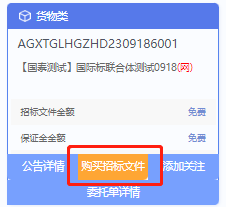 货物类
AGXTGLHGZHD2309186001
【国泰测试】国际标联合体测试0918(网)
招标文件金额 免费
保证金金额 免费
公告详情 购买招标文件 添加关注
委托单详情